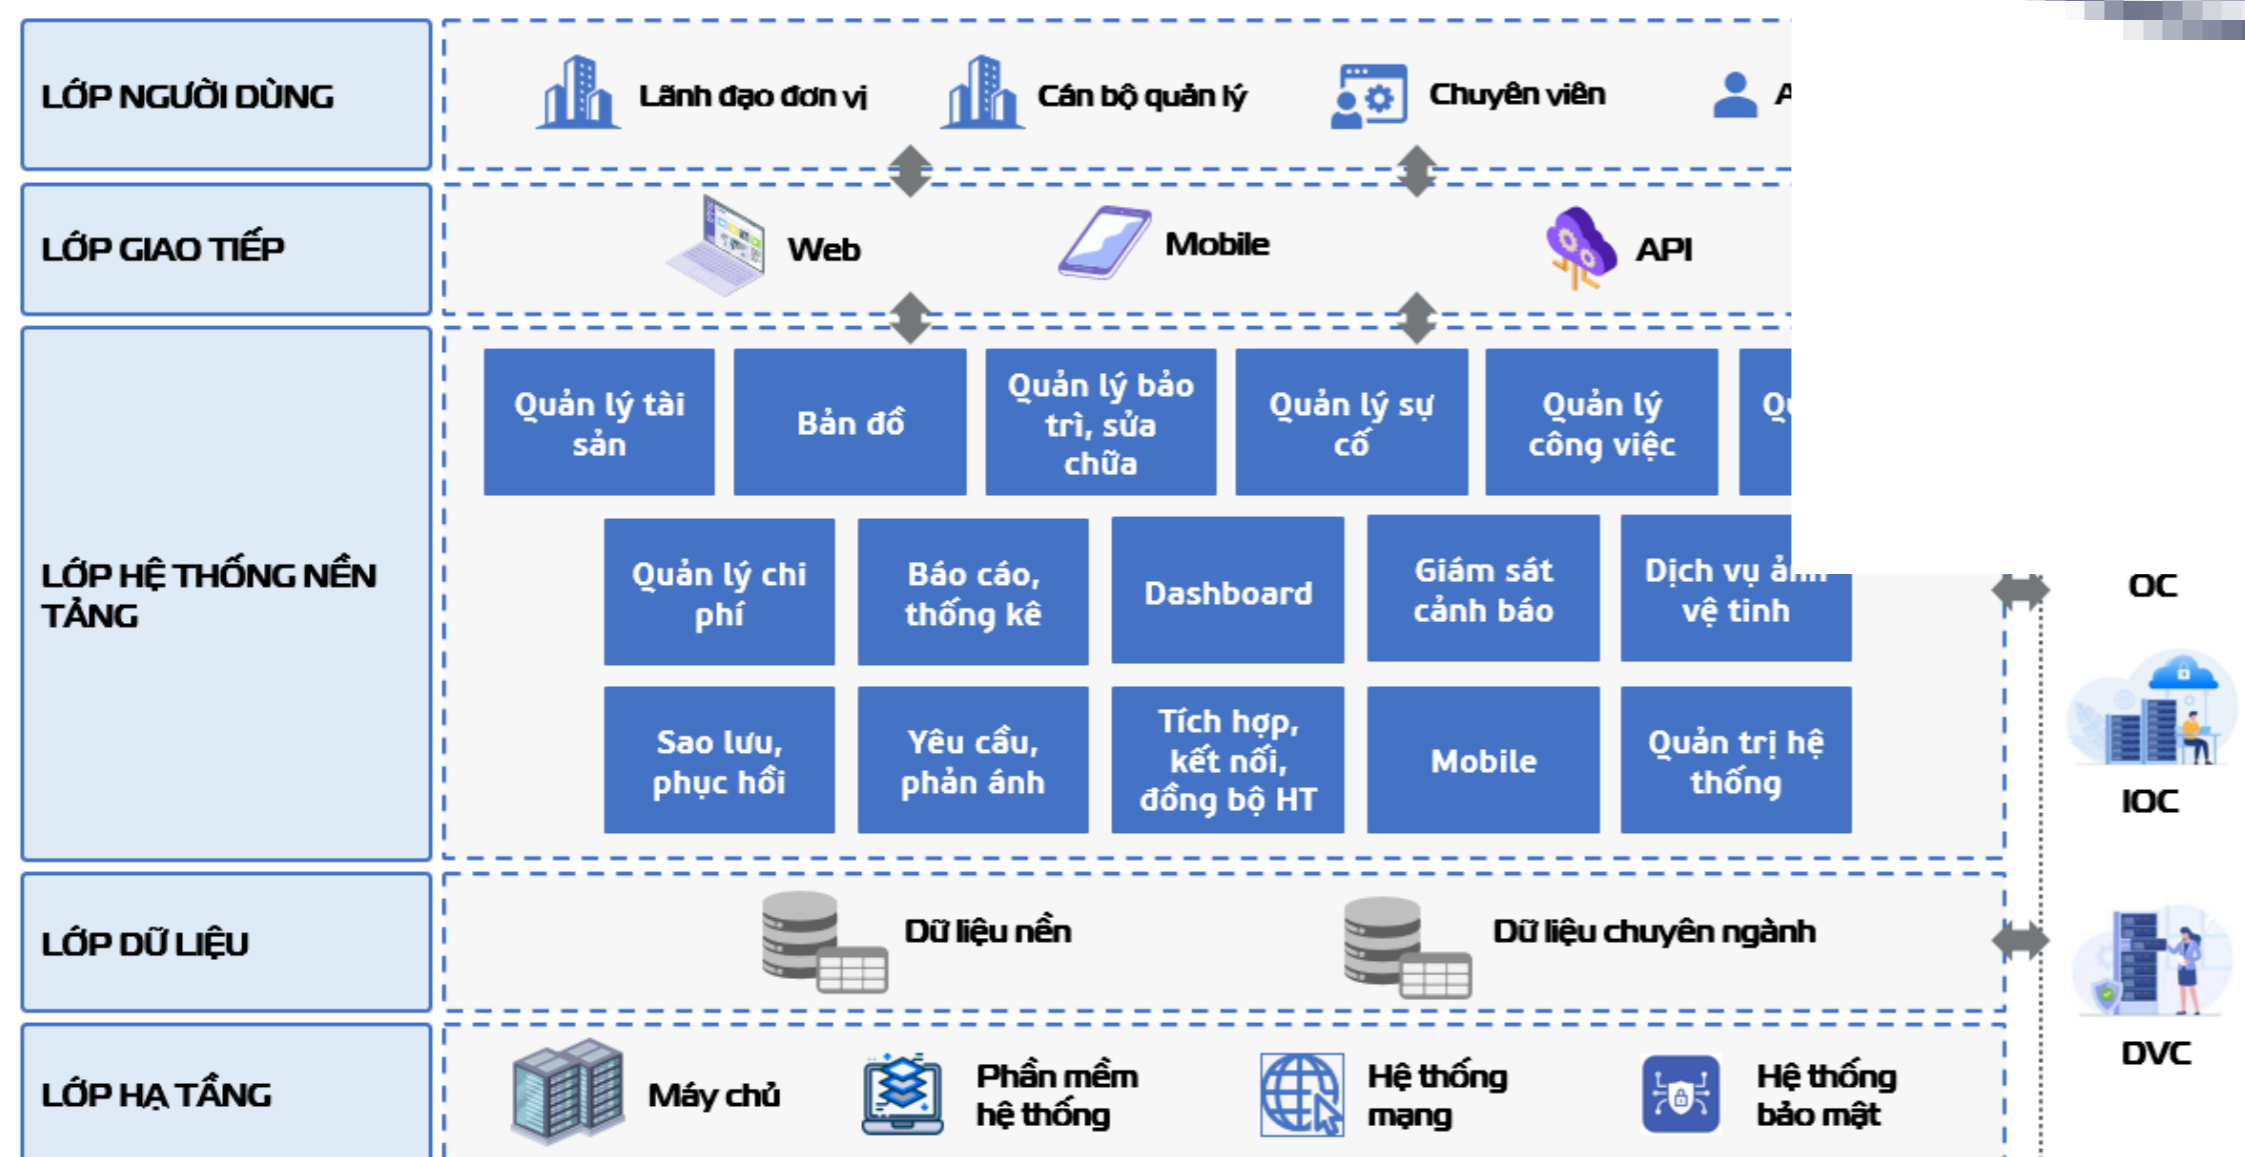 LỚP NGƯỜI DÙNG
Lãnh đạo đơn vị
Cán bộ quản lý
Chuyên viên
LỚP GIAO TIẾP
Web
Mobile
API
LỚP HỆ THỐNG NỀN
TẢNG
Quản lý tài
sản
Bản đồ
Quản lý bảo
trì, sửa
chữa
Quản lý sự
cố
Quản lý
công việc
Quản lý chi
phí
Báo cáo,
thống kê
Dashboard
Giám sát
cảnh báo
Dịch vụ ảnh
vệ tinh
Sao lưu,
phục hồi
Yêu cầu,
phản ánh
Tích hợp,
kết nối,
đồng bộ HT
Mobile
Quản trị hệ
thống
IOC
LỚP DỮ LIỆU
Dữ liệu nền
Dữ liệu chuyên ngành
DVC
LỚP HẠ TẦNG
Máy chủ
Phần mềm
hệ thống
Hệ thống
mạng
Hệ thống
bảo mật